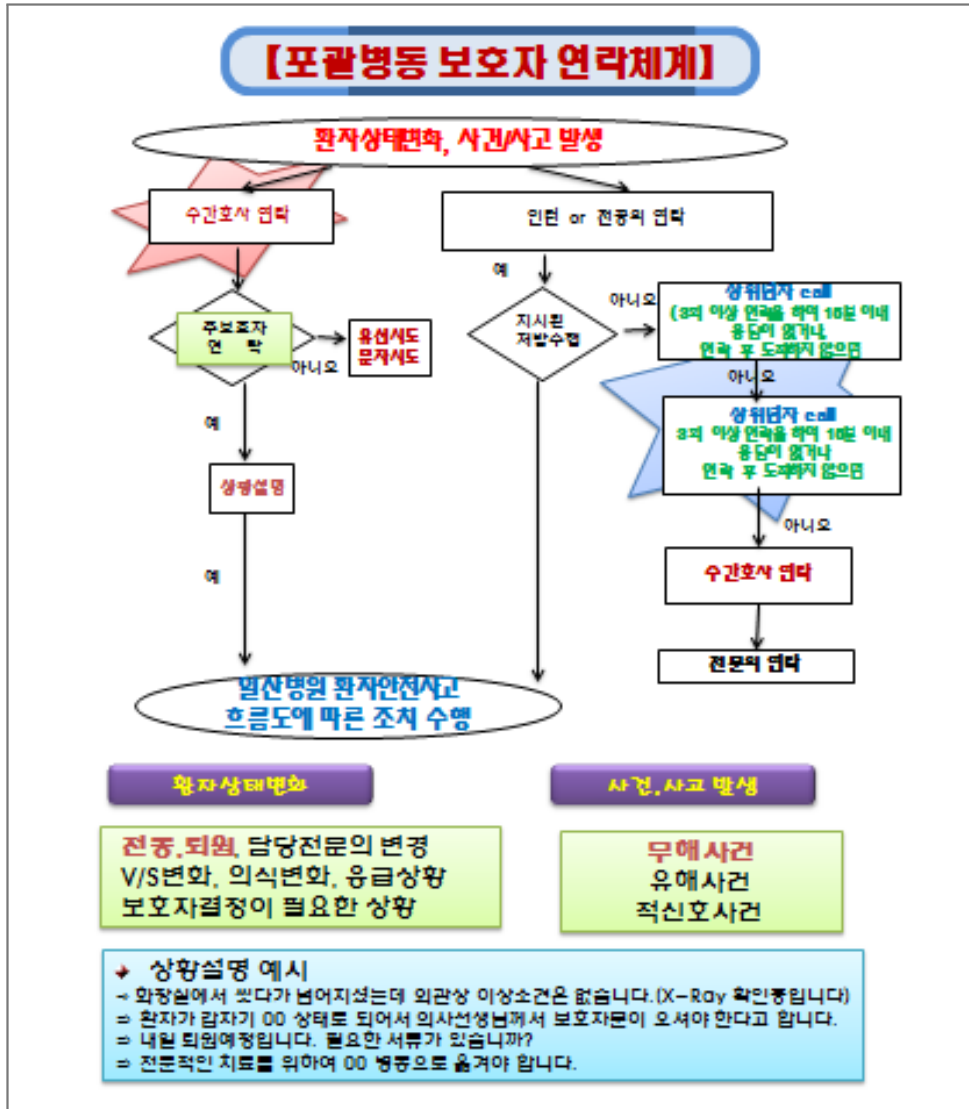 【포괄병동 보호자 연락체계】
환자상태변화, 사건/사고 발생
수간호사 연락
인턴 or 전공의 연락
예
주보호자
연 락
아니오
유선시도
문자시도
지시된
처방수행
아니오
상위년차 call
(3회 이상 연락을 하여 15분 이내
응답이 없거나,
연락 후 도착하지 않으면
아니오
상위년차 call
3회 이상 연락을 하여 15분 이내
응답이 없거나
연락 후 도착하지 않으면
예
상황설명
아니오
수간호사 연락
예
전문의 연락
일산병원 환자안전사고
흐름도에 따른 조치 수행
환자상태변화
사건.사고 발생
전동.퇴원, 담당전문의 변경
V/S변화, 의식변화, 응급상황
보호자결정이 필요한 상황
무해사건
유해사건
적신호사건
상황설명 예시
⇒ 화장실에서 씻다가 넘어지셨는데 외관상 이상소견은 없습니다.(X-Ray 확인중입니다)
⇒ 환자가 갑자기 00 상태로 되어서 의사선생님께서 보호자분이 오셔야 한다고 합니다.
⇒ 내일 퇴원예정입니다. 필요한 서류가 있습니까?
⇒ 전문적인 치료를 위하여 00 병동으로 옮겨야 합니다.